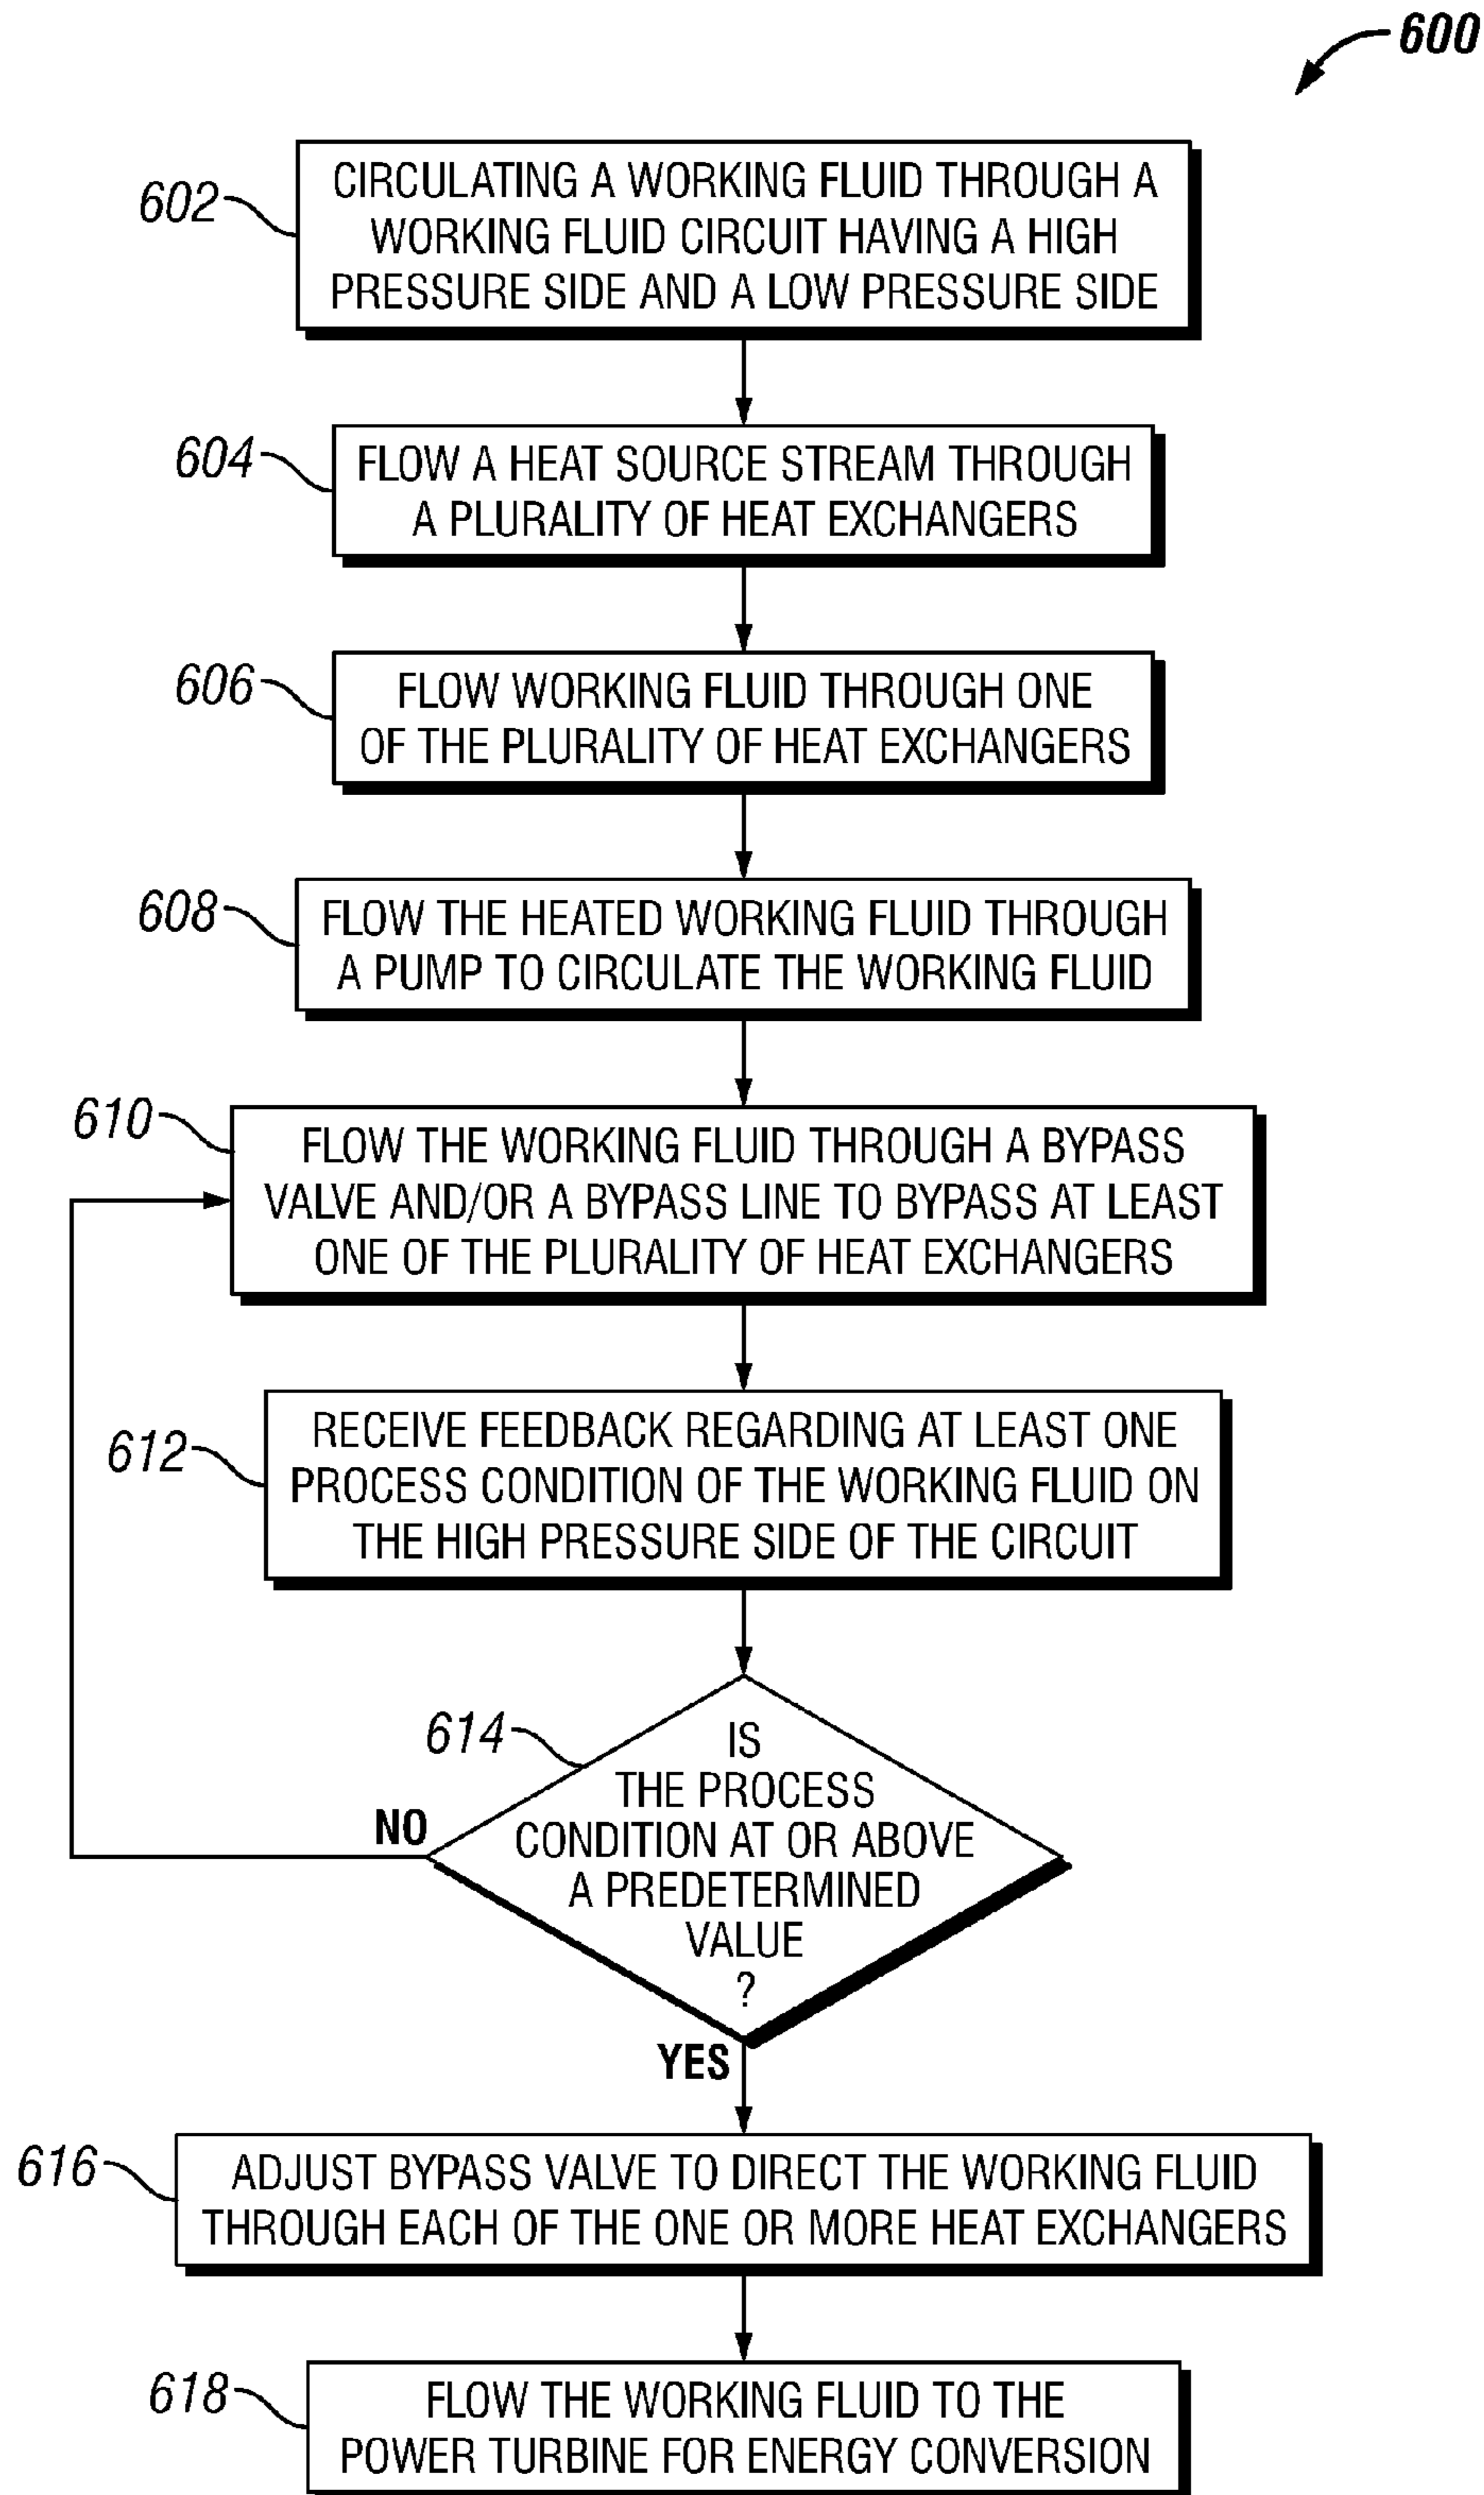 600
602
CIRCULATING A WORKING FLUID THROUGH A
WORKING FLUID CIRCUIT HAVING A HIGH
PRESSURE SIDE AND A LOW PRESSURE SIDE
604
FLOW A HEAT SOURCE STREAM THROUGH
A PLURALITY OF HEAT EXCHANGERS
606
FLOW WORKING FLUID THROUGH ONE
OF THE PLURALITY OF HEAT EXCHANGERS
608
FLOW THE HEATED WORKING FLUID THROUGH
A PUMP TO CIRCULATE THE WORKING FLUID
610
FLOW THE WORKING FLUID THROUGH A BYPASS
VALVE AND/OR A BYPASS LINE TO BYPASS AT LEAST
ONE OF THE PLURALITY OF HEAT EXCHANGERS
612
RECEIVE FEEDBACK REGARDING AT LEAST ONE
PROCESS CONDITION OF THE WORKING FLUID ON
THE HIGH PRESSURE SIDE OF THE CIRCUIT
614
IS
THE PROCESS
CONDITION AT OR ABOVE
A PREDETERMINED
VALUE
?
NO
YES
616
ADJUST BYPASS VALVE TO DIRECT THE WORKING FLUID
THROUGH EACH OF THE ONE OR MORE HEAT EXCHANGERS
618
FLOW THE WORKING FLUID TO THE
POWER TURBINE FOR ENERGY CONVERSION